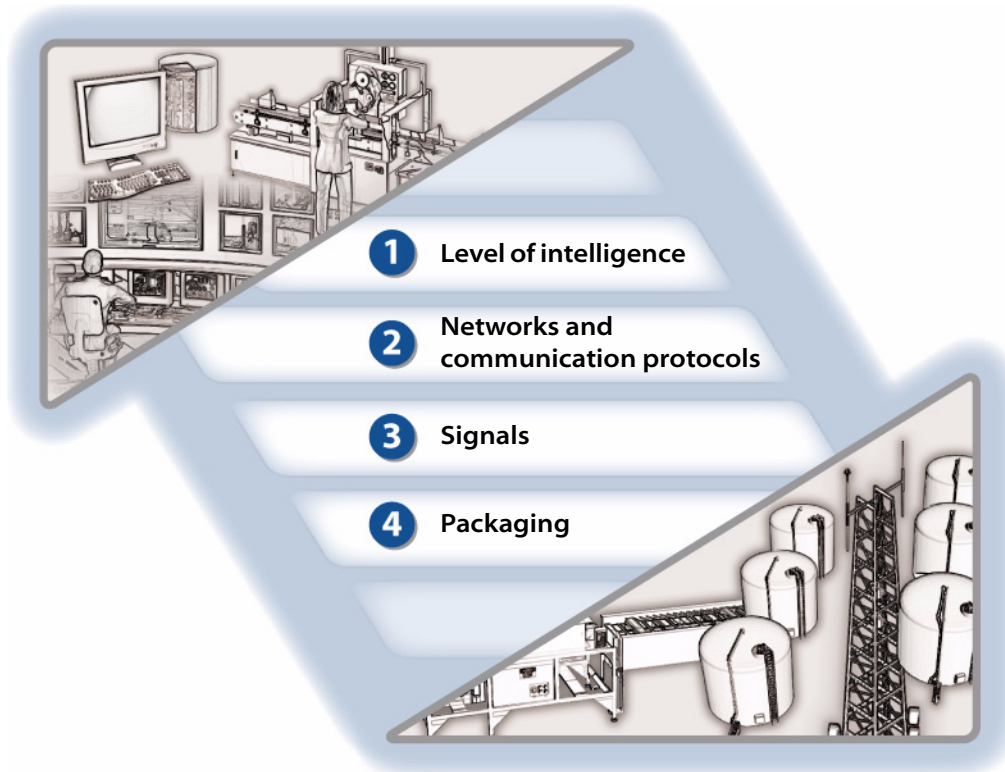 1 Level of intelligence
2 Networks and
communication protocols
3 Signals
4 Packaging